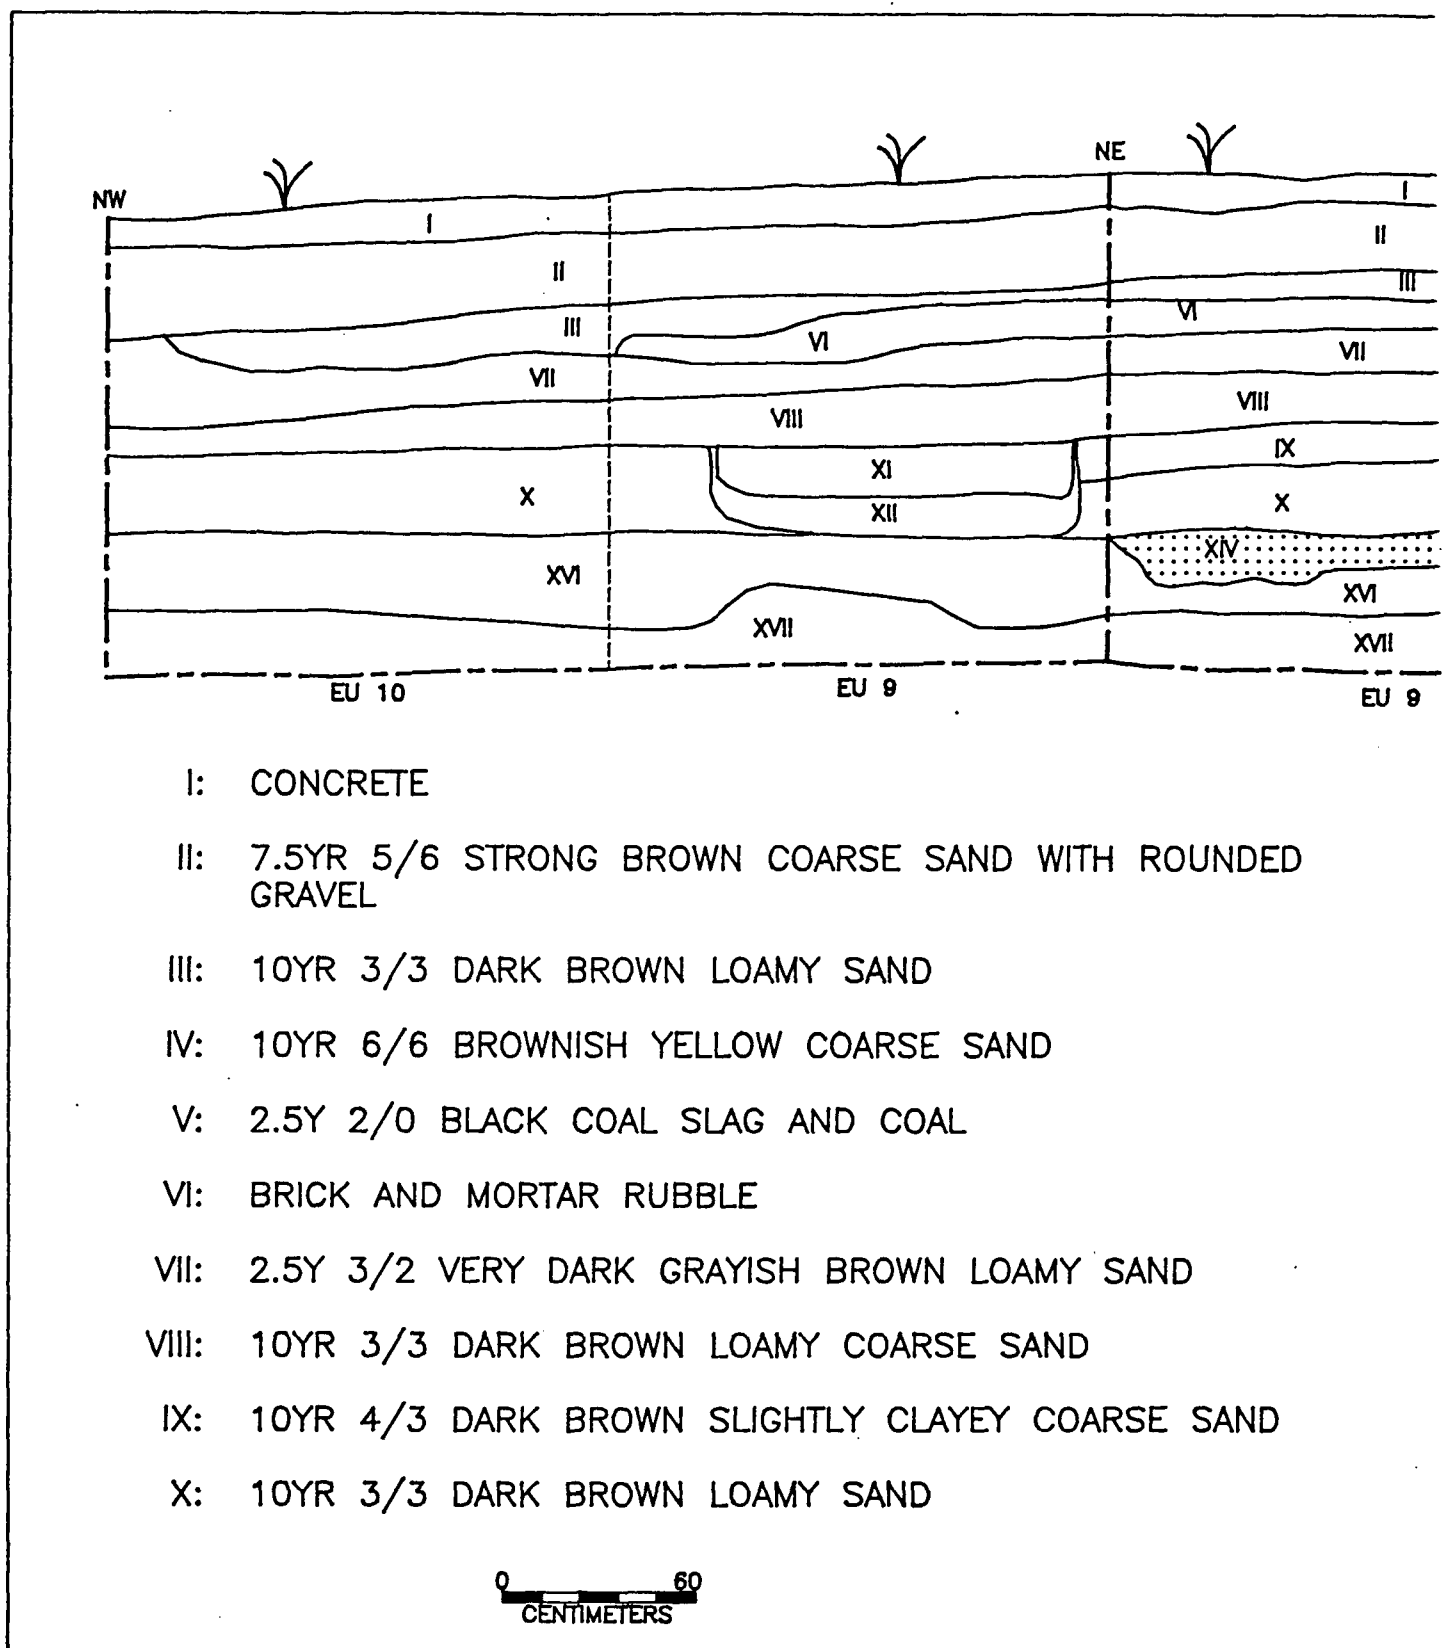 NE
NW
I
I
II
II
III
III
VI
VI
VII
VII
VIII
VIII
IX
XI
X
XII
X
XIV
XVI
XVI
XVII
XVII
EU 10
EU 9
EU 9
I: CONCRETE
II: 7.5YR 5/6 STRONG BROWN COARSE SAND WITH ROUNDED
GRAVEL
III: 10YR 3/3 DARK BROWN LOAMY SAND
IV: 10YR 6/6 BROWNISH YELLOW COARSE SAND
V: 2.5Y 2/0 BLACK COAL SLAG AND COAL
VI: BRICK AND MORTAR RUBBLE
VII: 2.5Y 3/2 VERY DARK GRAYISH BROWN LOAMY SAND
VIII: 10YR 3/3 DARK BROWN LOAMY COARSE SAND
IX: 10YR 4/3 DARK BROWN SLIGHTLY CLAYEY COARSE SAND
X: 10YR 3/3 DARK BROWN LOAMY SAND
0 60
CENTIMETERS